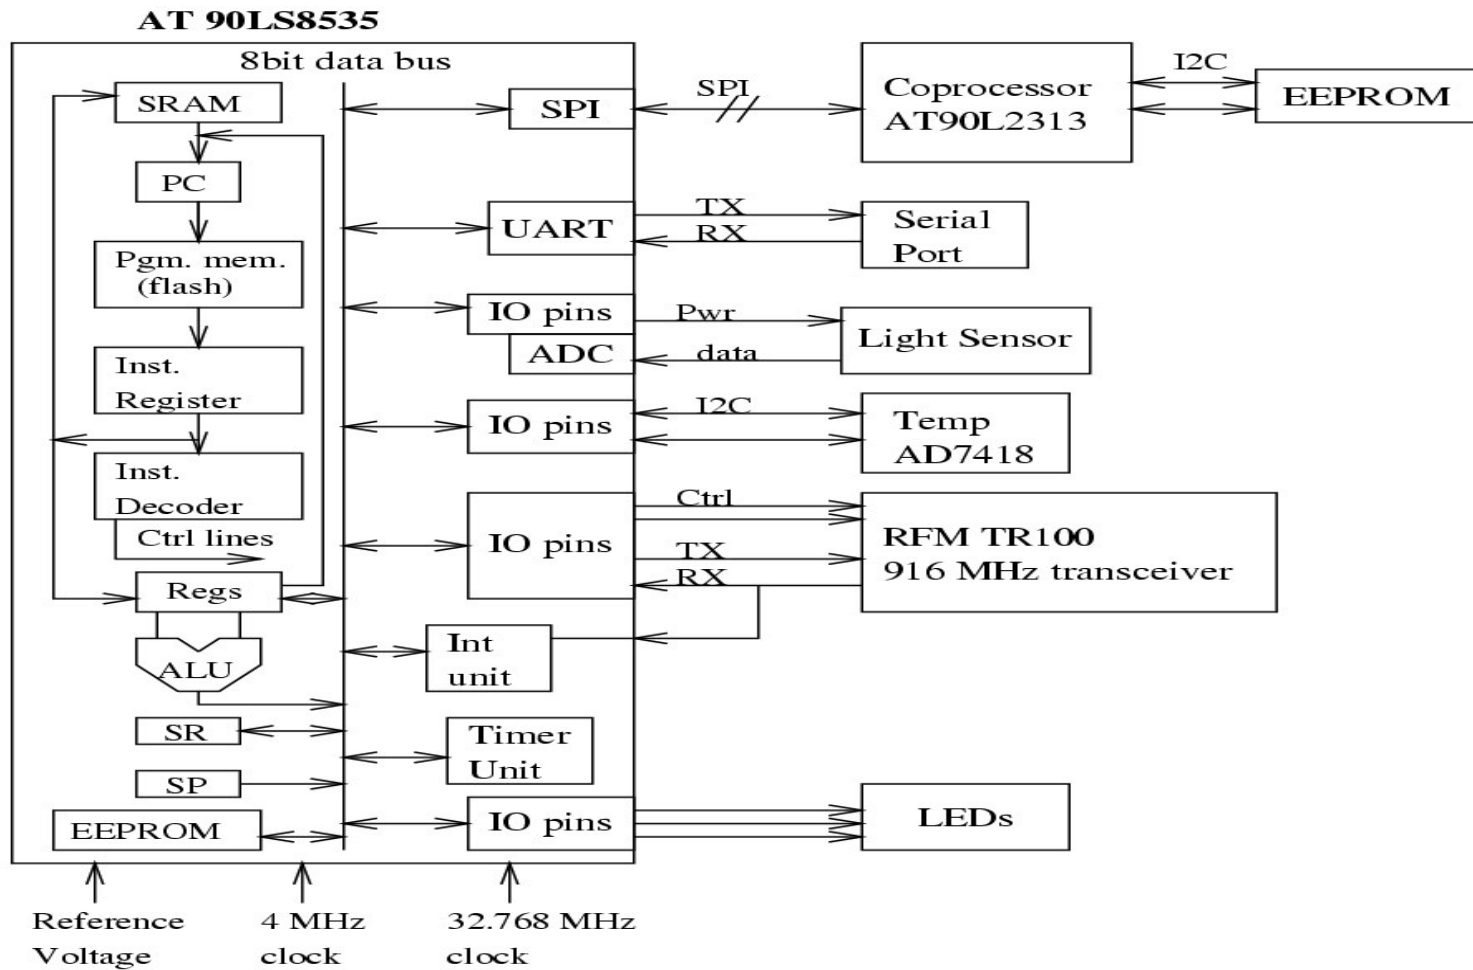 AT 90LS8535
8bit data bus
SRAM
PC
Pgm. mem.
(flash)
Inst.
Register
Inst.
Decoder
Ctrl lines
Regs
ALU
SR
SP
EEPROM
SPI
UART
IO pins
ADC
IO pins
IO pins
Int
unit
Timer
Unit
IO pins
SPI
Coprocessor
AT90L2313
I2C
EEPROM
TX
RX
Serial
Port
Pwr
data
Light Sensor
I2C
Temp
AD7418
Ctrl
TX
RX
RFM TR100
916 MHz transceiver
LEDs
Reference
Voltage
4 MHz
clock
32.768 MHz
clock